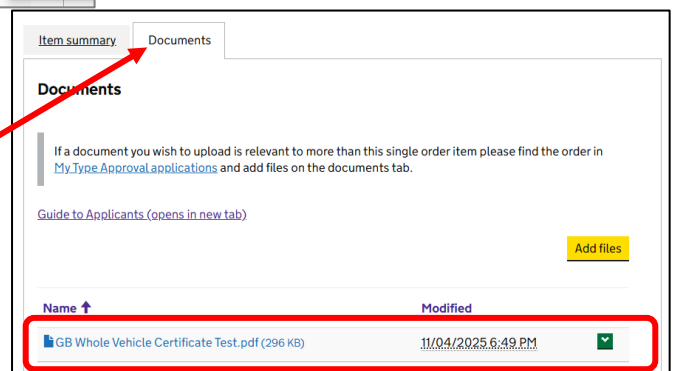 Item summary
Documents
Documents
If a document you wish to upload is relevant to more than this single order item please find the order in
My Type Approval applications and add files on the documents tab.
Guide to Applicants (opens in new tab)
Add files
Name ↑
Modified
GB Whole Vehicle Certificate Test.pdf (296 KB)
11/04/2025 6:49 PM